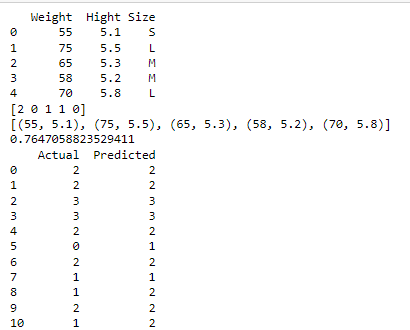 Weight Hight Size
0 55 5.1 S
1 75 5.5 L
2 65 5.3 M
3 58 5.2 M
4 70 5.8 L
[2 0 1 1 0]
[(55, 5.1), (75, 5.5), (65, 5.3), (58, 5.2), (70, 5.8)]
0.7647058823529411
Actual Predicted
0 2 2
1 2 2
2 3 3
3 3 3
4 2 2
5 0 1
6 2 2
7 1 1
8 1 2
9 2 2
10 1 2